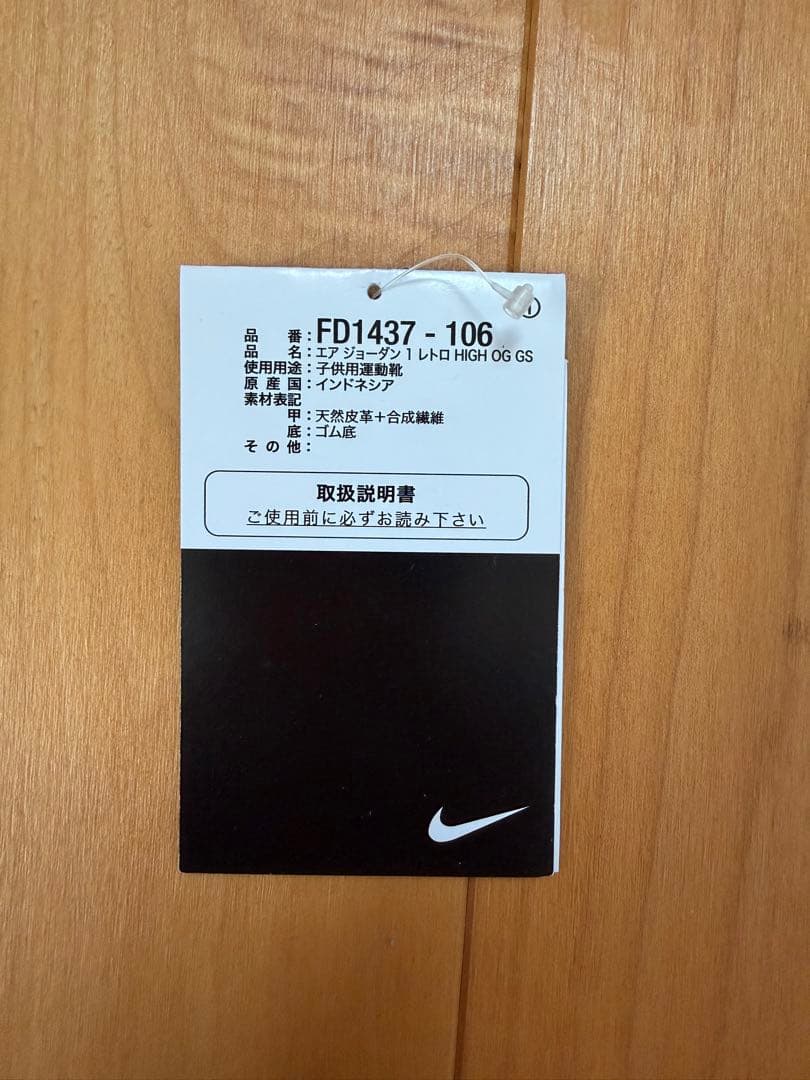 品番：FD1437 - 106
品名：エア ジョーダン 1 レトロ HIGH OG GS
使用用途：子供用運動靴
原産国：インドネシア
素材表記
甲：天然皮革＋合成繊維
底：ゴム底
その他：
取扱説明書
ご使用前に必ずお読み下さい